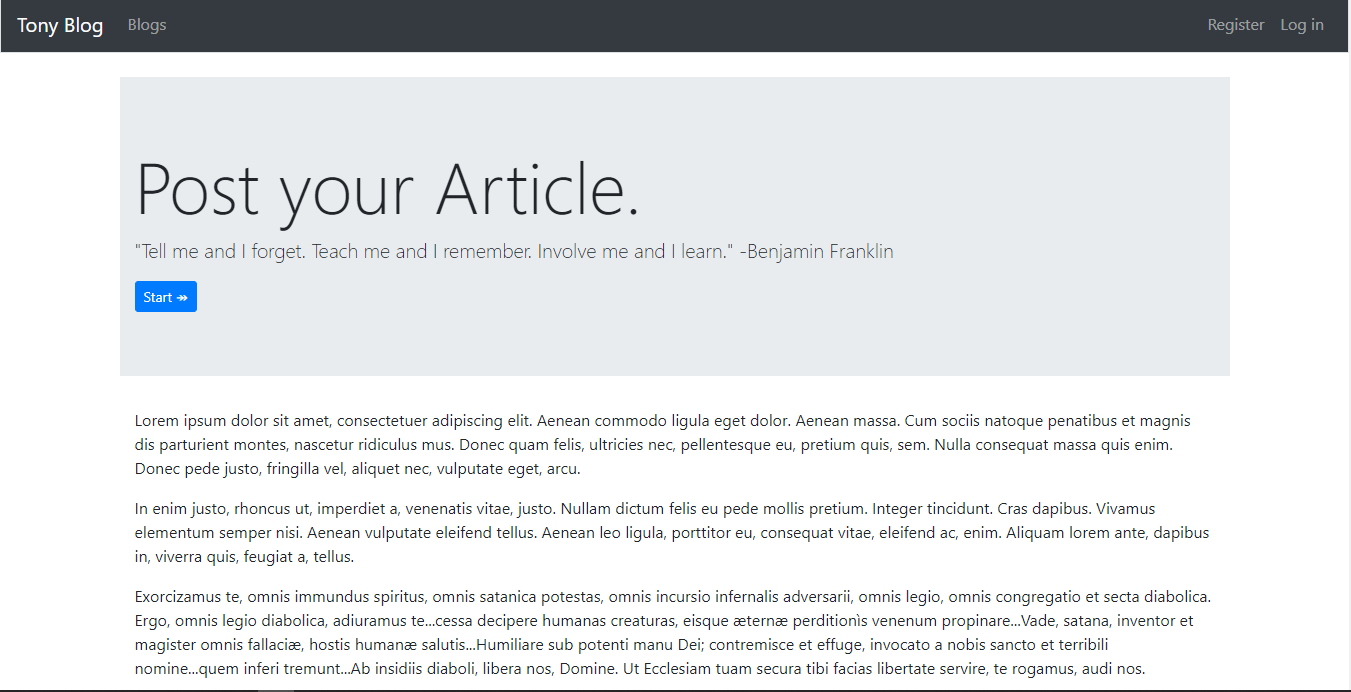 Tony Blog Blogs Register Log in
Post your Article.
"Tell me and I forget. Teach me and I remember. Involve me and I learn." -Benjamin Franklin
Start ↠
Lorem ipsum dolor sit amet, consectetuer adipiscing elit. Aenean commodo ligula eget dolor. Aenean massa. Cum sociis natoque penatibus et magnis
dis parturient montes, nascetur ridiculus mus. Donec quam felis, ultricies nec, pellentesque eu, pretium quis, sem. Nulla consequat massa quis enim.
Donec pede justo, fringilla vel, aliquet nec, vulputate eget, arcu.
In enim justo, rhoncus ut, imperdiet a, venenatis vitae, justo. Nullam dictum felis eu pede mollis pretium. Integer tincidunt. Cras dapibus. Vivamus
elementum semper nisi. Aenean vulputate eleifend tellus. Aenean leo ligula, porttitor eu, consequat vitae, eleifend ac, enim. Aliquam lorem ante, dapibus
in, viverra quis, feugiat a, tellus.
Exorcizamus te, omnis immundus spiritus, omnis satanica potestas, omnis incursio infernalis adversarii, omnis legio, omnis congregatio et secta diabolica.
Ergo, omnis legio diabolica, adiuramus te...cessa decipere humanas creaturas, eisque æternæ perditionìs venenum propinare...Vade, satana, inventor et
magister omnis fallaciæ, hostis humanæ salutis...Humiliare sub potenti manu Dei; contremisce et effuge, invocato a nobis sancto et terribili
nomine...quem inferi tremunt...Ab insidiis diaboli, libera nos, Domine. Ut Ecclesiam tuam secura tibi facias libertate servire, te rogamus, audi nos.